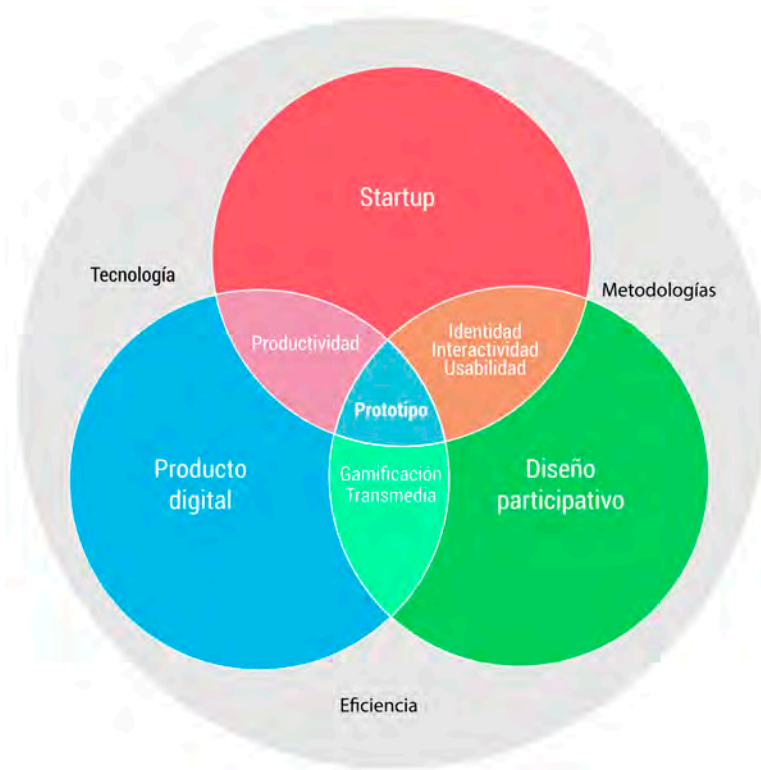 Startup
Tecnología
Metodologías
Productividad
Identidad
Interactividad
Usabilidad
Prototipo
Producto
digital
Gamificación
Transmedia
Diseño
participativo
Eficiencia